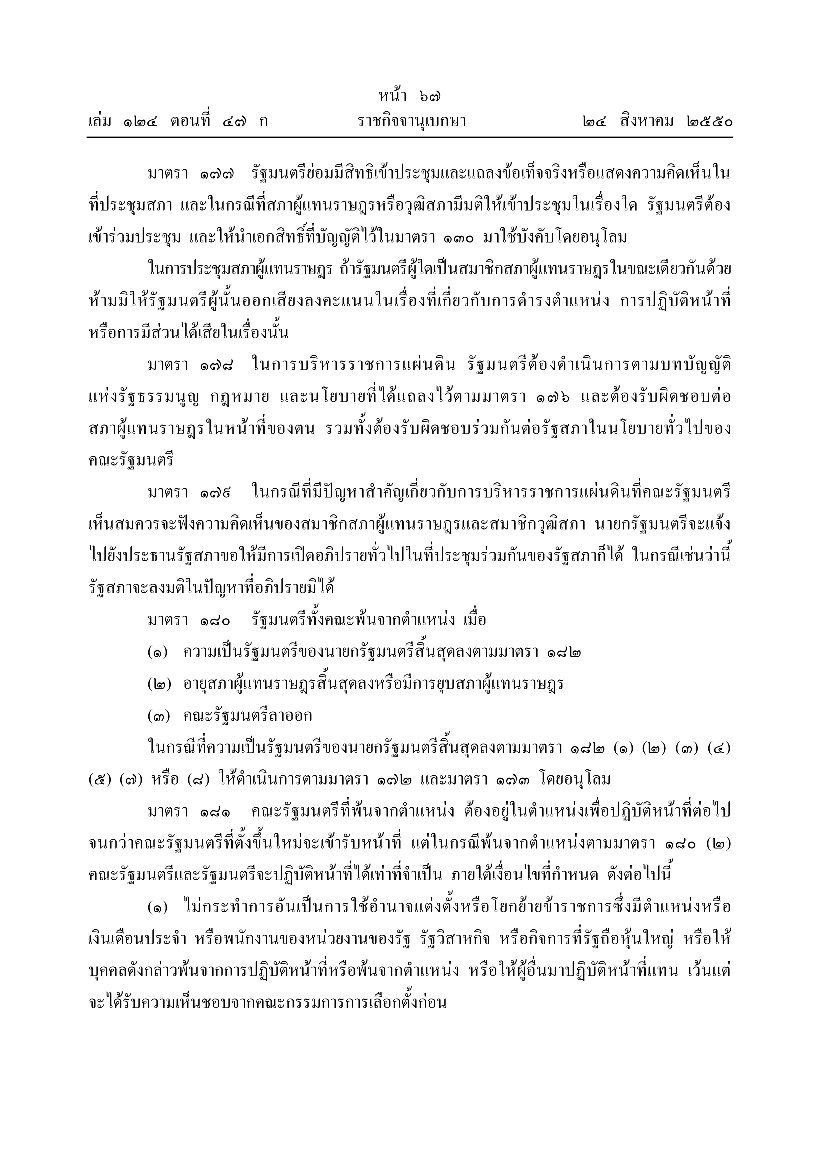 หน้า ๖๗
เล่ม ๑๒๔ ตอนที่ ๔๗ ก ราชกิจจานุเบกษา ๒๔ สิงหาคม ๒๕๕๐
มาตรา ๑๗๗ รัฐมนตรีย่อมมีสิทธิเข้าประชุมและแถลงข้อเท็จจริงหรือแสดงความคิดเห็นใน
ที่ประชุมสภา และในกรณีที่สภาผู้แทนราษฎรหรือวุฒิสภามีมติให้เข้าประชุมในเรื่องใด รัฐมนตรีต้อง
เข้าร่วมประชุม และให้นำเอกสิทธิ์ที่บัญญัติไว้ในมาตรา ๑๓๐ มาใช้บังคับโดยอนุโลม
ในการประชุมสภาผู้แทนราษฎร ถ้ารัฐมนตรีผู้ใดเป็นสมาชิกสภาผู้แทนราษฎรในขณะเดียวกันด้วย
ห้ามมิให้รัฐมนตรีผู้นั้นออกเสียงลงคะแนนในเรื่องที่เกี่ยวกับการดำรงตำแหน่ง การปฏิบัติหน้าที่
หรือการมีส่วนได้เสียในเรื่องนั้น
มาตรา ๑๗๘ ในการบริหารราชการแผ่นดิน รัฐมนตรีต้องดำเนินการตามบทบัญญัติ
แห่งรัฐธรรมนูญ กฎหมาย และนโยบายที่ได้แถลงไว้ตามมาตรา ๑๗๖ และต้องรับผิดชอบต่อ
สภาผู้แทนราษฎรในหน้าที่ของตน รวมทั้งต้องรับผิดชอบร่วมกันต่อรัฐสภาในนโยบายทั่วไปของ
คณะรัฐมนตรี
มาตรา ๑๗๙ ในกรณีที่มีปัญหาสำคัญเกี่ยวกับการบริหารราชการแผ่นดินที่คณะรัฐมนตรี
เห็นสมควรจะฟังความคิดเห็นของสมาชิกสภาผู้แทนราษฎรและสมาชิกวุฒิสภา นายกรัฐมนตรีจะแจ้ง
ไปยังประธานรัฐสภาขอให้มีการเปิดอภิปรายทั่วไปในที่ประชุมร่วมกันของรัฐสภาก็ได้ ในกรณีเช่นว่านี้
รัฐสภาจะลงมติในปัญหาที่อภิปรายมิได้
มาตรา ๑๘๐ รัฐมนตรีทั้งคณะพ้นจากตำแหน่ง เมื่อ
(๑) ความเป็นรัฐมนตรีของนายกรัฐมนตรีสิ้นสุดลงตามมาตรา ๑๘๒
(๒) อายุสภาผู้แทนราษฎรสิ้นสุดลงหรือมีการยุบสภาผู้แทนราษฎร
(๓) คณะรัฐมนตรีลาออก
ในกรณีที่ความเป็นรัฐมนตรีของนายกรัฐมนตรีสิ้นสุดลงตามมาตรา ๑๘๒ (๑) (๒) (๓) (๔)
(๕) (๗) หรือ (๘) ให้ดำเนินการตามมาตรา ๑๗๒ และมาตรา ๑๗๓ โดยอนุโลม
มาตรา ๑๘๑ คณะรัฐมนตรีที่พ้นจากตำแหน่ง ต้องอยู่ในตำแหน่งเพื่อปฏิบัติหน้าที่ต่อไป
จนกว่าคณะรัฐมนตรีที่ตั้งขึ้นใหม่จะเข้ารับหน้าที่ แต่ในกรณีพ้นจากตำแหน่งตามมาตรา ๑๘๐ (๒)
คณะรัฐมนตรีและรัฐมนตรีจะปฏิบัติหน้าที่ได้เท่าที่จำเป็น ภายใต้เงื่อนไขที่กำหนด ดังต่อไปนี้
(๑) ไม่กระทำการอันเป็นการใช้อำนาจแต่งตั้งหรือโยกย้ายข้าราชการซึ่งมีตำแหน่งหรือ
เงินเดือนประจำ หรือพนักงานของหน่วยงานของรัฐ รัฐวิสาหกิจ หรือกิจการที่รัฐถือหุ้นใหญ่ หรือให้
บุคคลดังกล่าวพ้นจากการปฏิบัติหน้าที่หรือพ้นจากตำแหน่ง หรือให้ผู้อื่นมาปฏิบัติหน้าที่แทน เว้นแต่
จะได้รับความเห็นชอบจากคณะกรรมการการเลือกตั้งก่อน